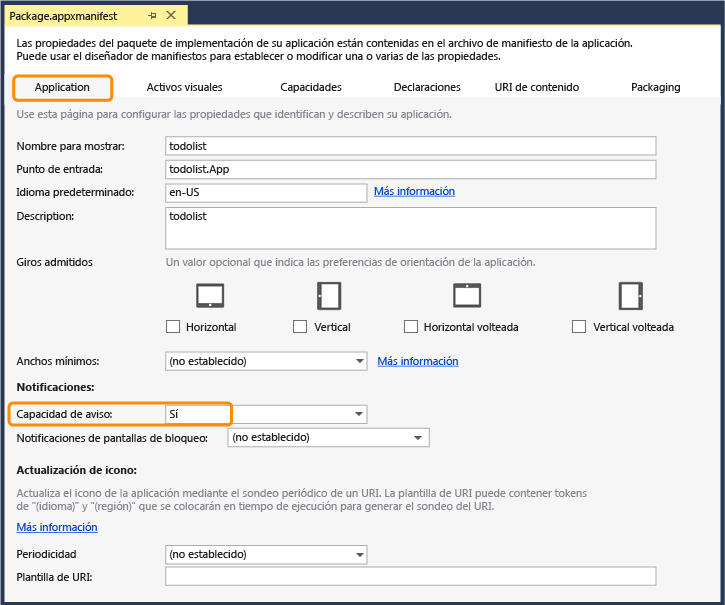 Package.appxmanifest
Las propiedades del paquete de implementación de su aplicación están contenidas en el archivo de manifiesto de la aplicación.
Puede usar el diseñador de manifiestos para establecer o modificar una o varias de las propiedades.
Application Activos visuales Capacidades Declaraciones URI de contenido Packaging
Use esta página para configurar las propiedades que identifican y describen su aplicación.
Nombre para mostrar: todolist
Punto de entrada: todolist.App
Idioma predeterminado: en-US Más información
Description: todolist
Giros admitidos Un valor opcional que indica las preferencias de orientación de la aplicación.
Horizontal Vertical Horizontal volteada Vertical volteada
Anchos mínimos: (no establecido) Más información
Notificaciones:
Capacidad de aviso: Sí
Notificaciones de pantallas de bloqueo: (no establecido)
Actualización de icono:
Actualiza el icono de la aplicación mediante el sondeo periódico de un URI. La plantilla de URI puede contener tokens
de "(idioma)" y "(región)" que se colocarán en tiempo de ejecución para generar el sondeo del URI.
Más información
Periodicidad (no establecido)
Plantilla de URI: